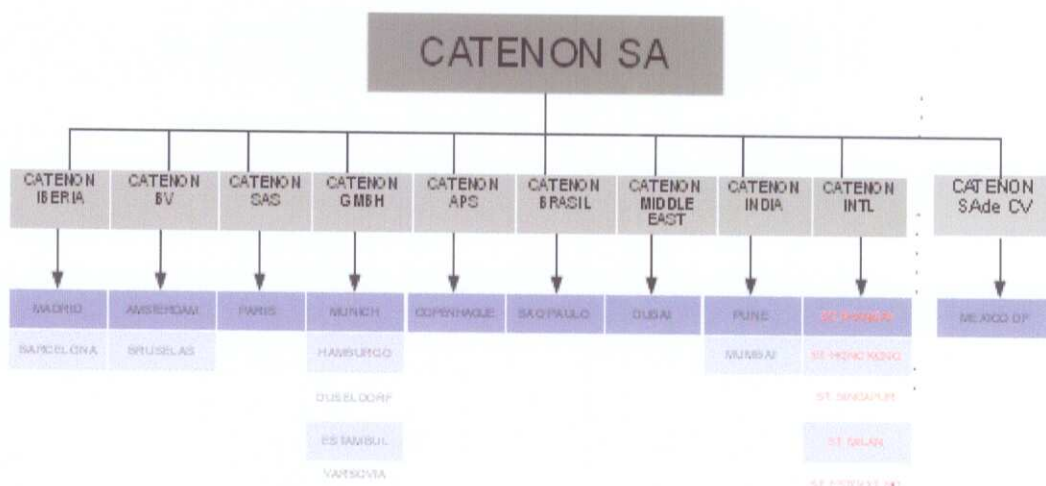 CATENON SA
CATENON
IBERIA
CATENON
BV
CATENON
SAS
CATENON
GMBH
CATENON
APS
CATENON
BRASIL
CATENON
MIDDLE
EAST
CATENON
INDIA
CATENON
INTL
CATENON
SAde CV
MADRID
AMSTERDAM
PARIS
MUNICH
COPENHAGUE
SAO PAULO
DUBAI
PUNE
MEXICO DF
BARCELONA
BRUSELAS
HAMBURGO
MUMBAI
ST HONG KONG
DUSELDORF
ST SINGAPUR
ESTAMBUL
ST MILAN
VARSOVIA